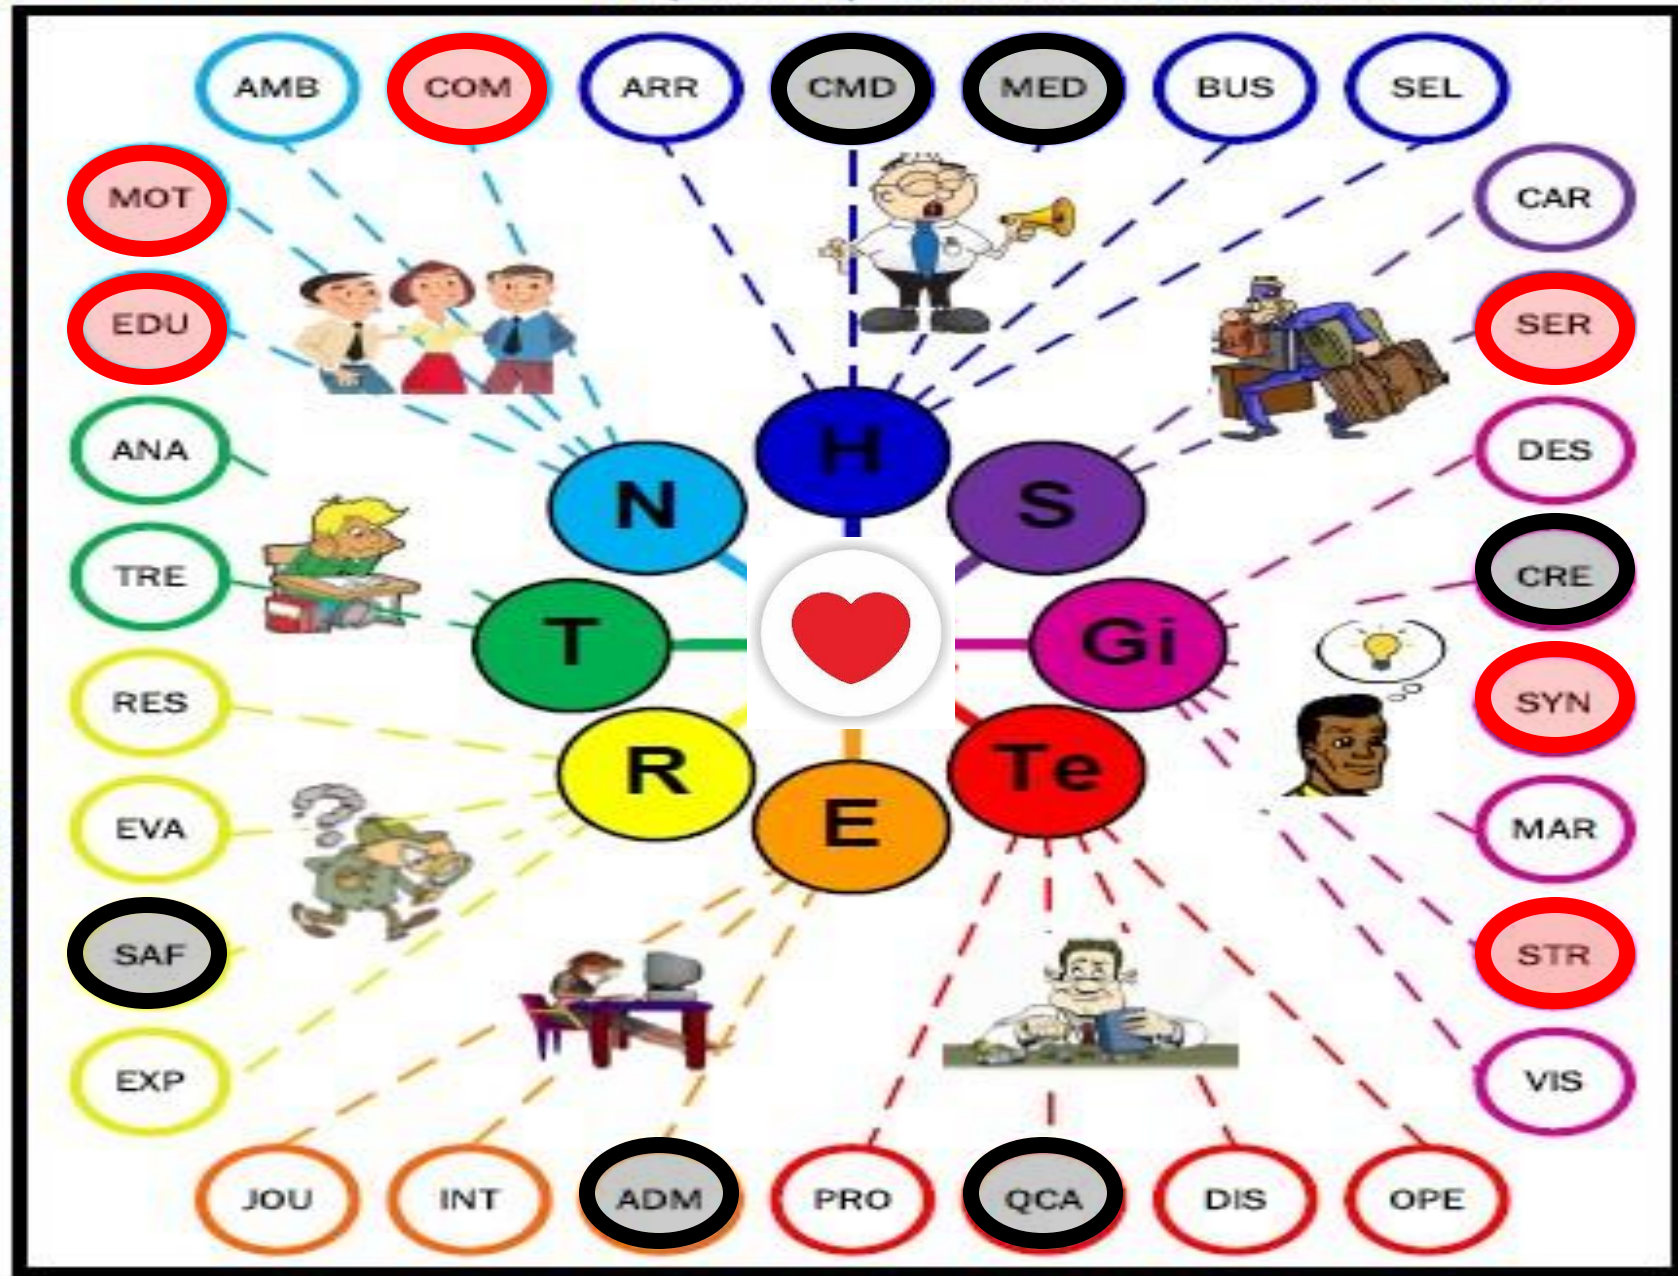 AMB COM ARR CMD MED BUS SEL
MOT CAR
EDU SER
ANA DES
H
N S
TRE CRE
T Gi
RES SYN
R Te
E
EVA MAR
SAF STR
EXP VIS
JOU INT ADM PRO QCA DIS OPE